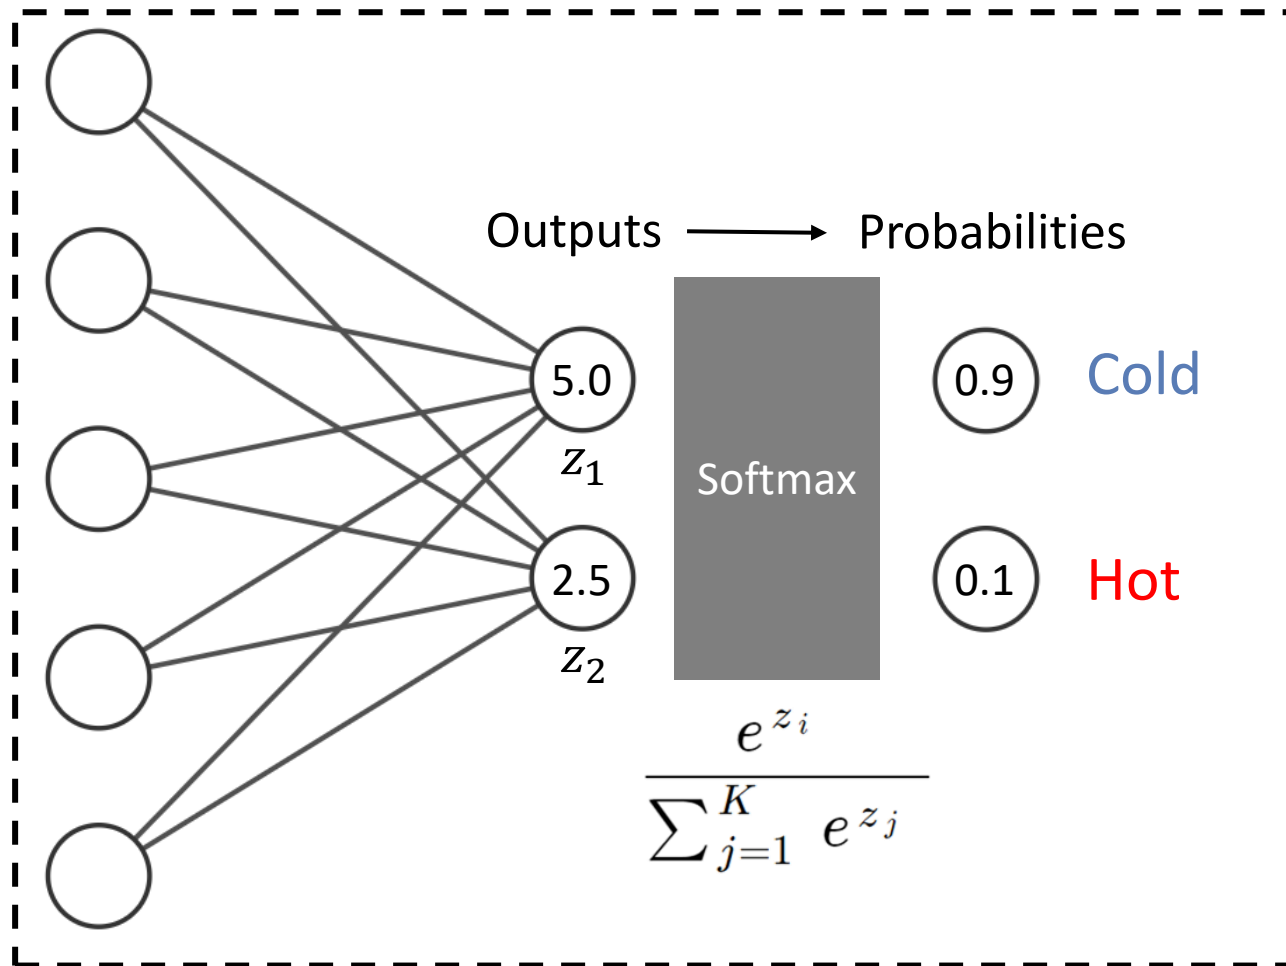 Outputs → Probabilities
5.0
0.9
Cold
z₁
Softmax
2.5
0.1
Hot
z₂
e^{z_i}
∑_{j=1}^{K} e^{z_j}